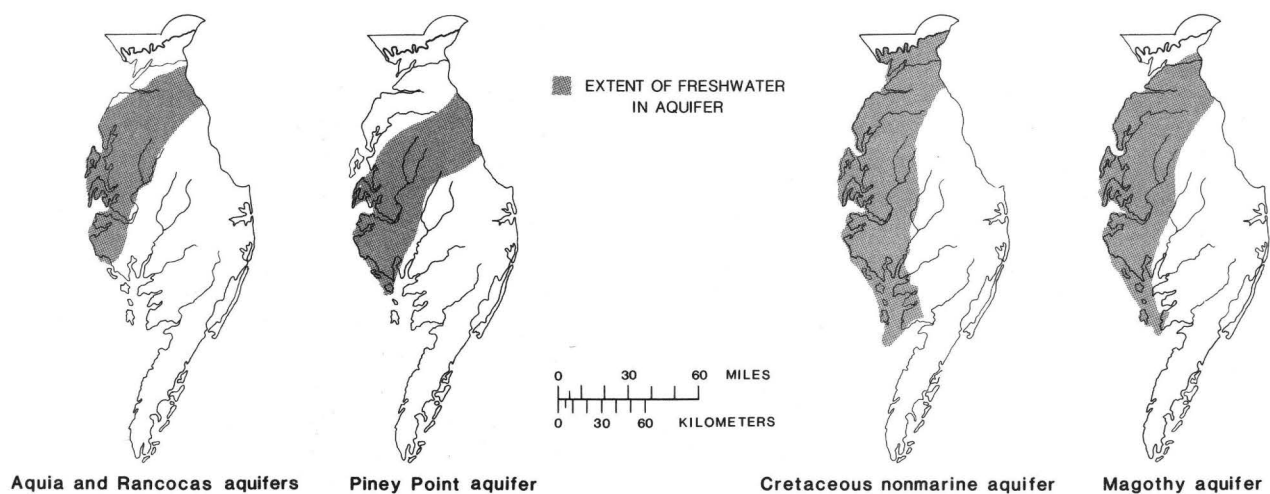 EXTENT OF FRESHWATER
IN AQUIFER
0 30 60 MILES
0 30 60 KILOMETERS
Aquia and Rancocas aquifers
Piney Point aquifer
Cretaceous nonmarine aquifer
Magothy aquifer